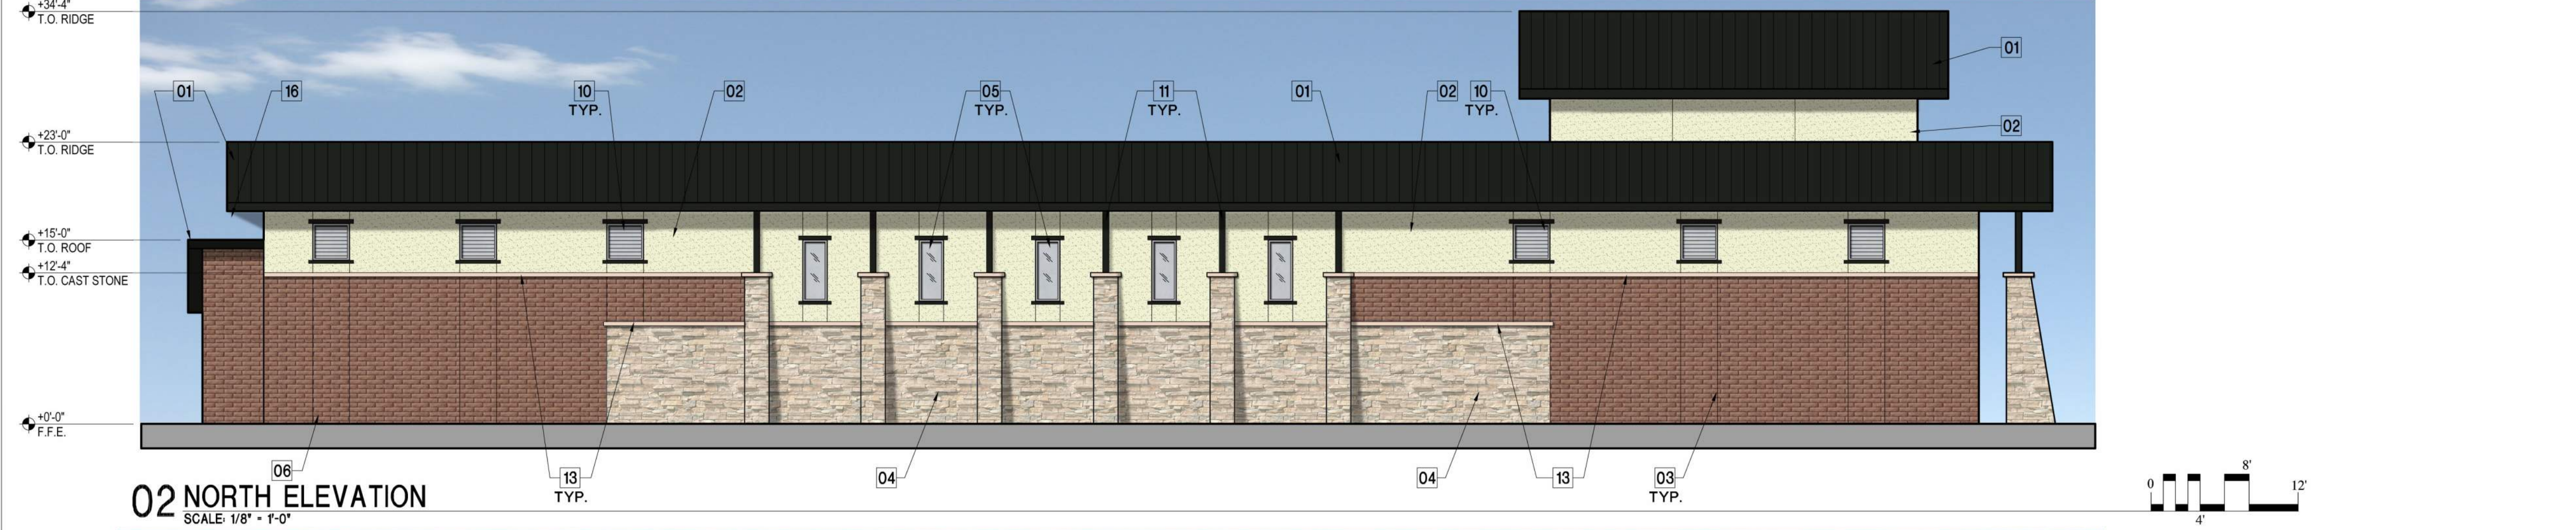 +34'-4"
T.O. RIDGE
01
01
16
10
TYP.
02
05
TYP.
11
TYP.
01
02
10
TYP.
02
+23'-0"
T.O. RIDGE
+15'-0"
T.O. ROOF
+12'-4"
T.O. CAST STONE
+0'-0"
F.F.E.
06
13
TYP.
04
04
13
03
TYP.
02 NORTH ELEVATION
SCALE: 1/8" = 1'-0"
0
8'
12'
4'